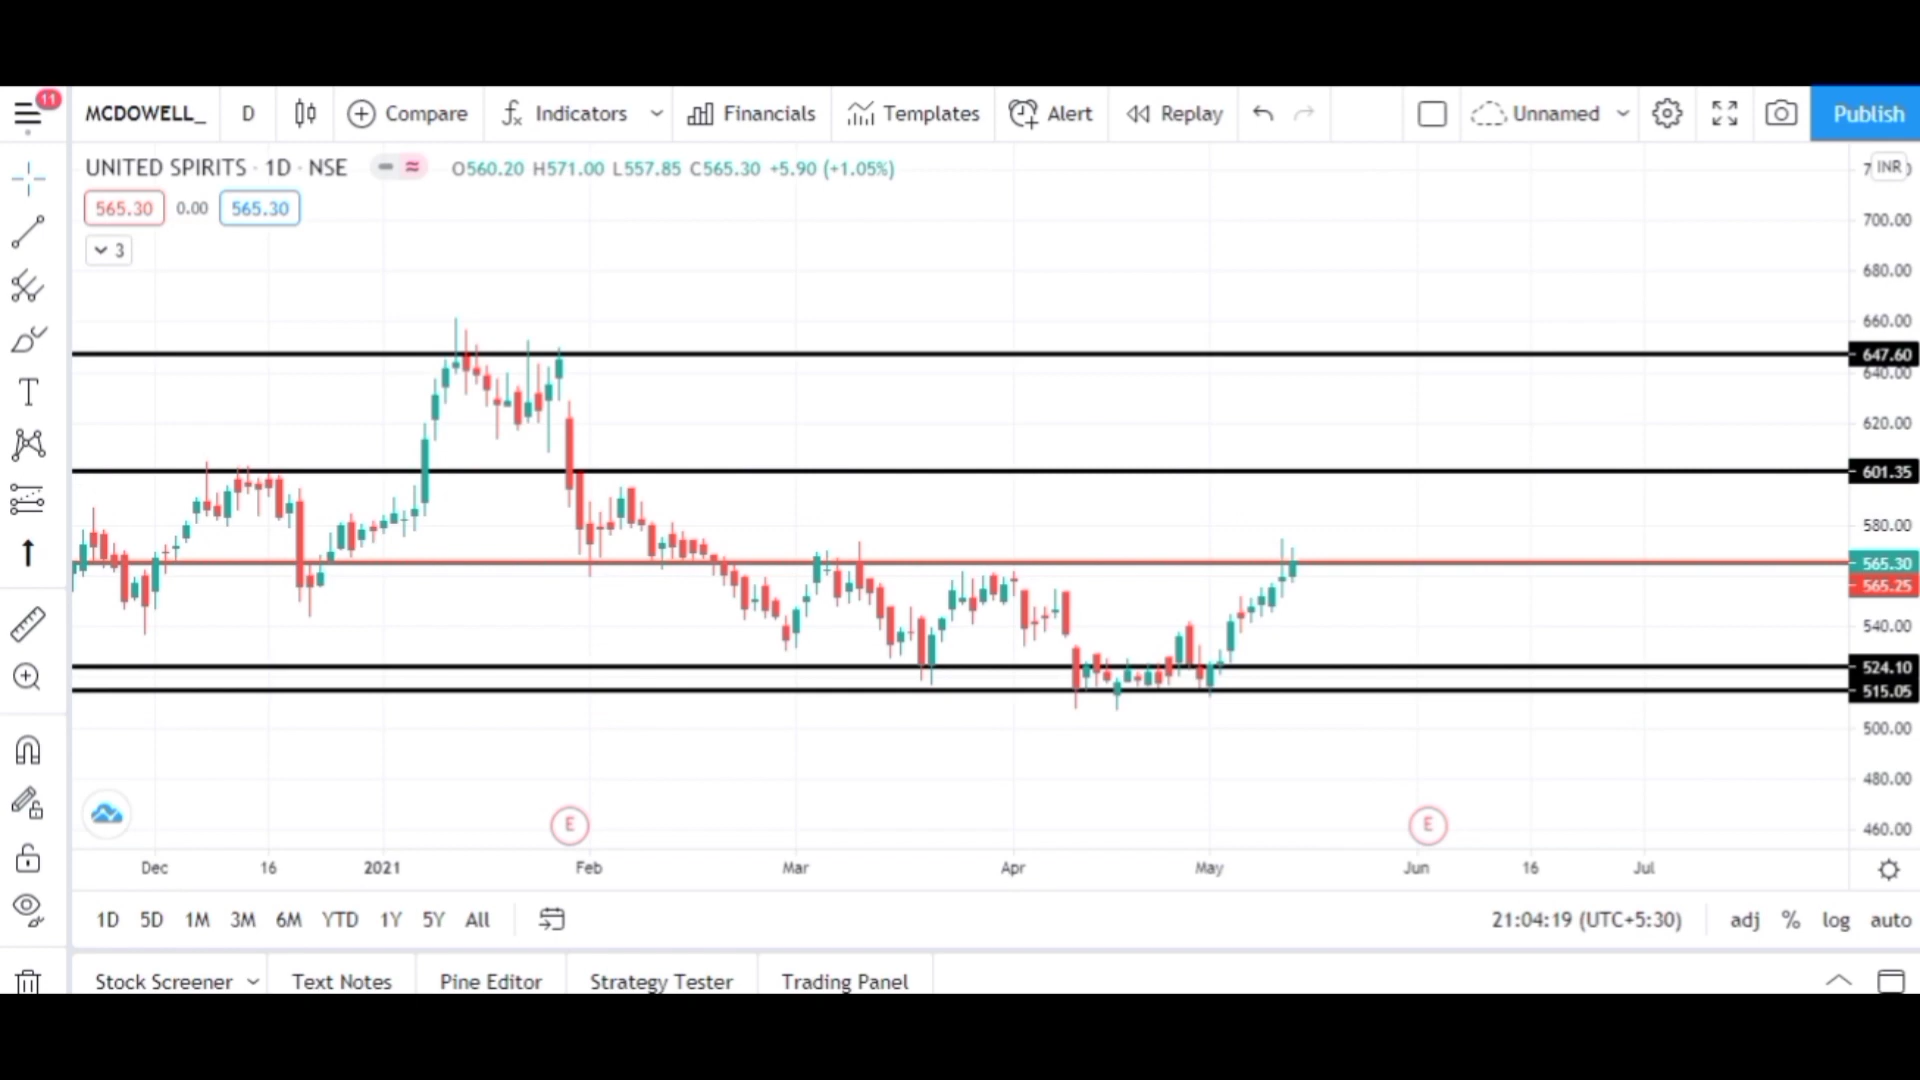 11
MCDOWELL_ D Compare Indicators Financials Templates Alert Replay Unnamed Publish
UNITED SPIRITS · 1D · NSE O560.20 H571.00 L557.85 C565.30 +5.90 (+1.05%)
INR
565.30 0.00 565.30
3
700.00
680.00
660.00
647.60
640.00
620.00
601.35
580.00
565.30
565.25
540.00
524.10
515.05
500.00
480.00
460.00
E E
Dec 16 2021 Feb Mar Apr May Jun 16 Jul
1D 5D 1M 3M 6M YTD 1Y 5Y All 21:04:19 (UTC+5:30) adj % log auto
Stock Screener Text Notes Pine Editor Strategy Tester Trading Panel